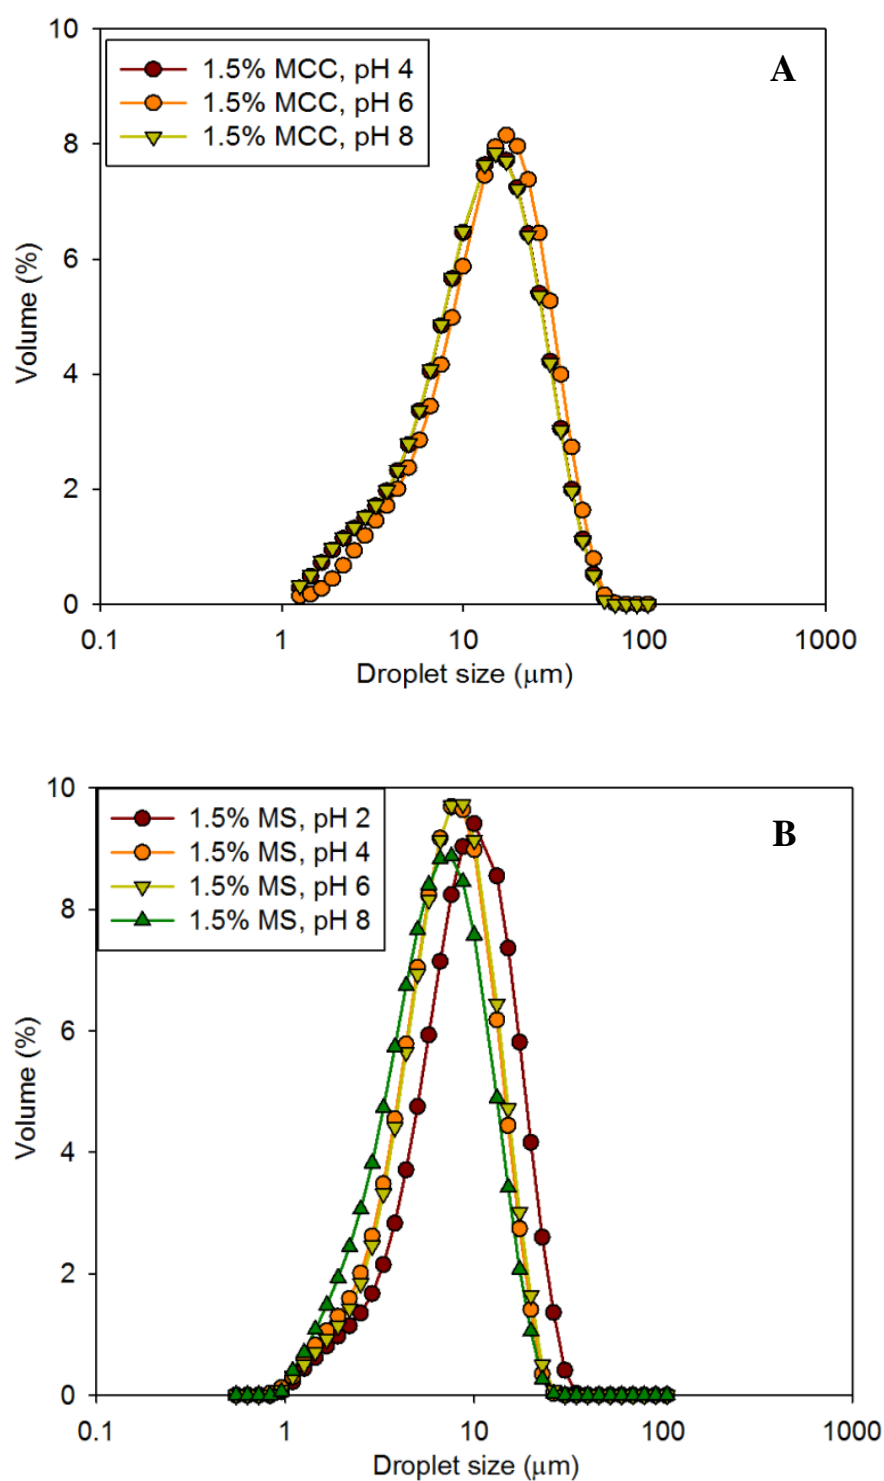 10
A
1.5% MCC, pH 4
1.5% MCC, pH 6
1.5% MCC, pH 8
8
6
Volume (%)
4
2
0
0.1 1 10 100 1000
Droplet size (μm)
10
B
1.5% MS, pH 2
1.5% MS, pH 4
1.5% MS, pH 6
1.5% MS, pH 8
8
6
Volume (%)
4
2
0
0.1 1 10 100 1000
Droplet size (μm)